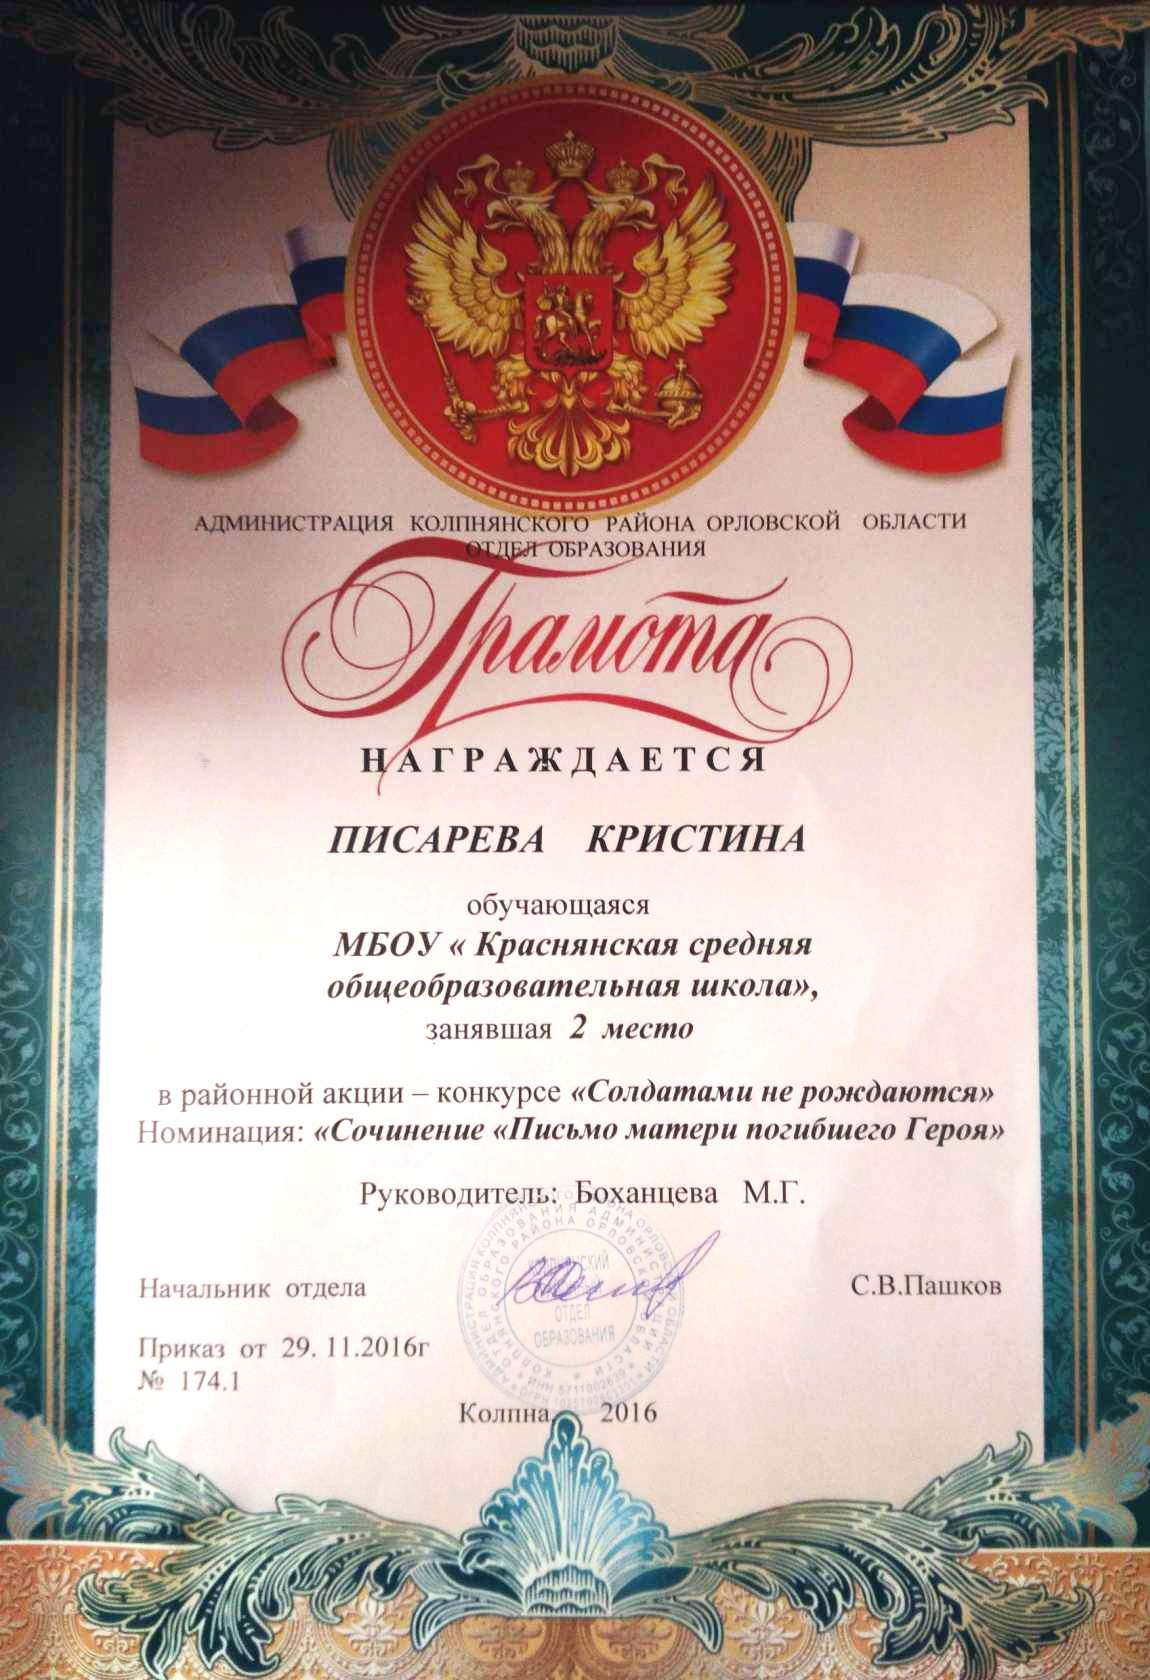 АДМИНИСТРАЦИЯ КОЛПНЯНСКОГО РАЙОНА ОРЛОВСКОЙ ОБЛАСТИ
ОТДЕЛ ОБРАЗОВАНИЯ
Грамота
НАГРАЖДАЕТСЯ
ПИСАРЕВА КРИСТИНА
обучающаяся
МБОУ « Краснянская средняя
общеобразовательная школа»,
занявшая 2 место
в районной акции – конкурсе «Солдатами не рождаются»
Номинация: «Сочинение «Письмо матери погибшего Героя»
Руководитель: Боханцева М.Г.
Начальник отдела С.В.Пашков
ОТДЕЛ
ОБРАЗОВАНИЯ
Приказ от 29. 11.2016г
№ 174.1
Колпна, 2016